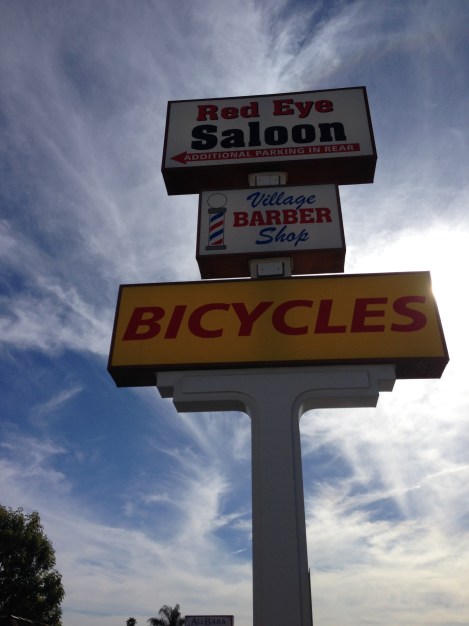 Red Eye
Saloon
ADDITIONAL PARKING IN REAR
Village
BARBER
Shop
BICYCLES